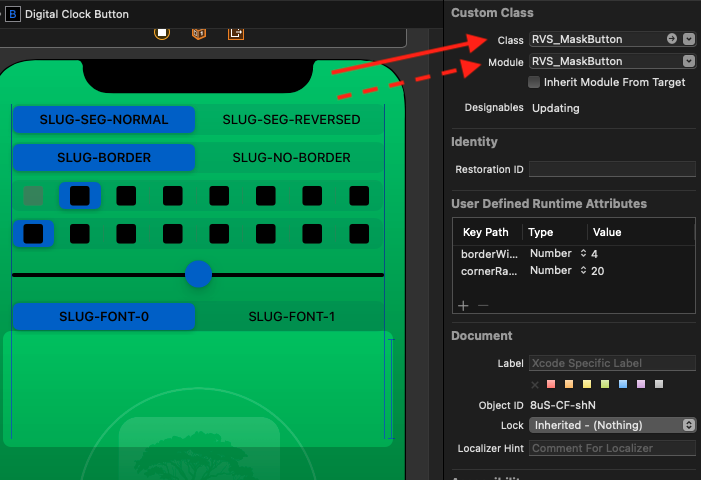 B Digital Clock Button
SLUG-SEG-NORMAL
SLUG-SEG-REVERSED
SLUG-BORDER
SLUG-NO-BORDER
SLUG-FONT-0
SLUG-FONT-1
Custom Class
Class RVS_MaskButton
Module RVS_MaskButton
Inherit Module From Target
Designables Updating
Identity
Restoration ID
User Defined Runtime Attributes
Key Path Type Value
borderWi... Number 4
cornerRa... Number 20
Document
Label Xcode Specific Label
Object ID 8uS-CF-shN
Lock Inherited - (Nothing)
Localizer Hint Comment For Localizer